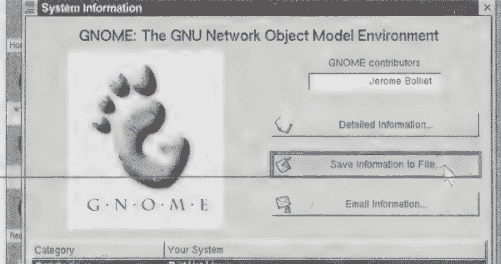 System Information
GNOME: The GNU Network Object Model Environment
GNOME contributors
Jerome Bolliet
Detailed Information...
Save Information to File...
Email Information...
G·N·O·M·E
Category Your System